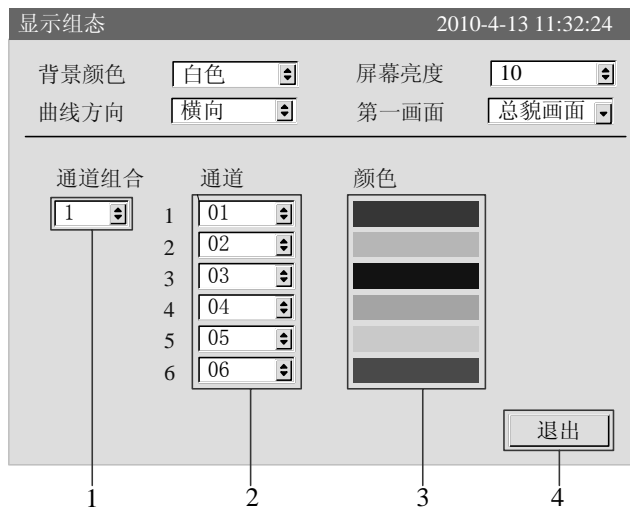 显示组态 2010-4-13 11:32:24
背景颜色 白色 屏幕亮度 10
曲线方向 横向 第一画面 总貌画面
通道组合 通道 颜色
1 1 01
2 02
3 03
4 04
5 05
6 06
退出
1 2 3 4